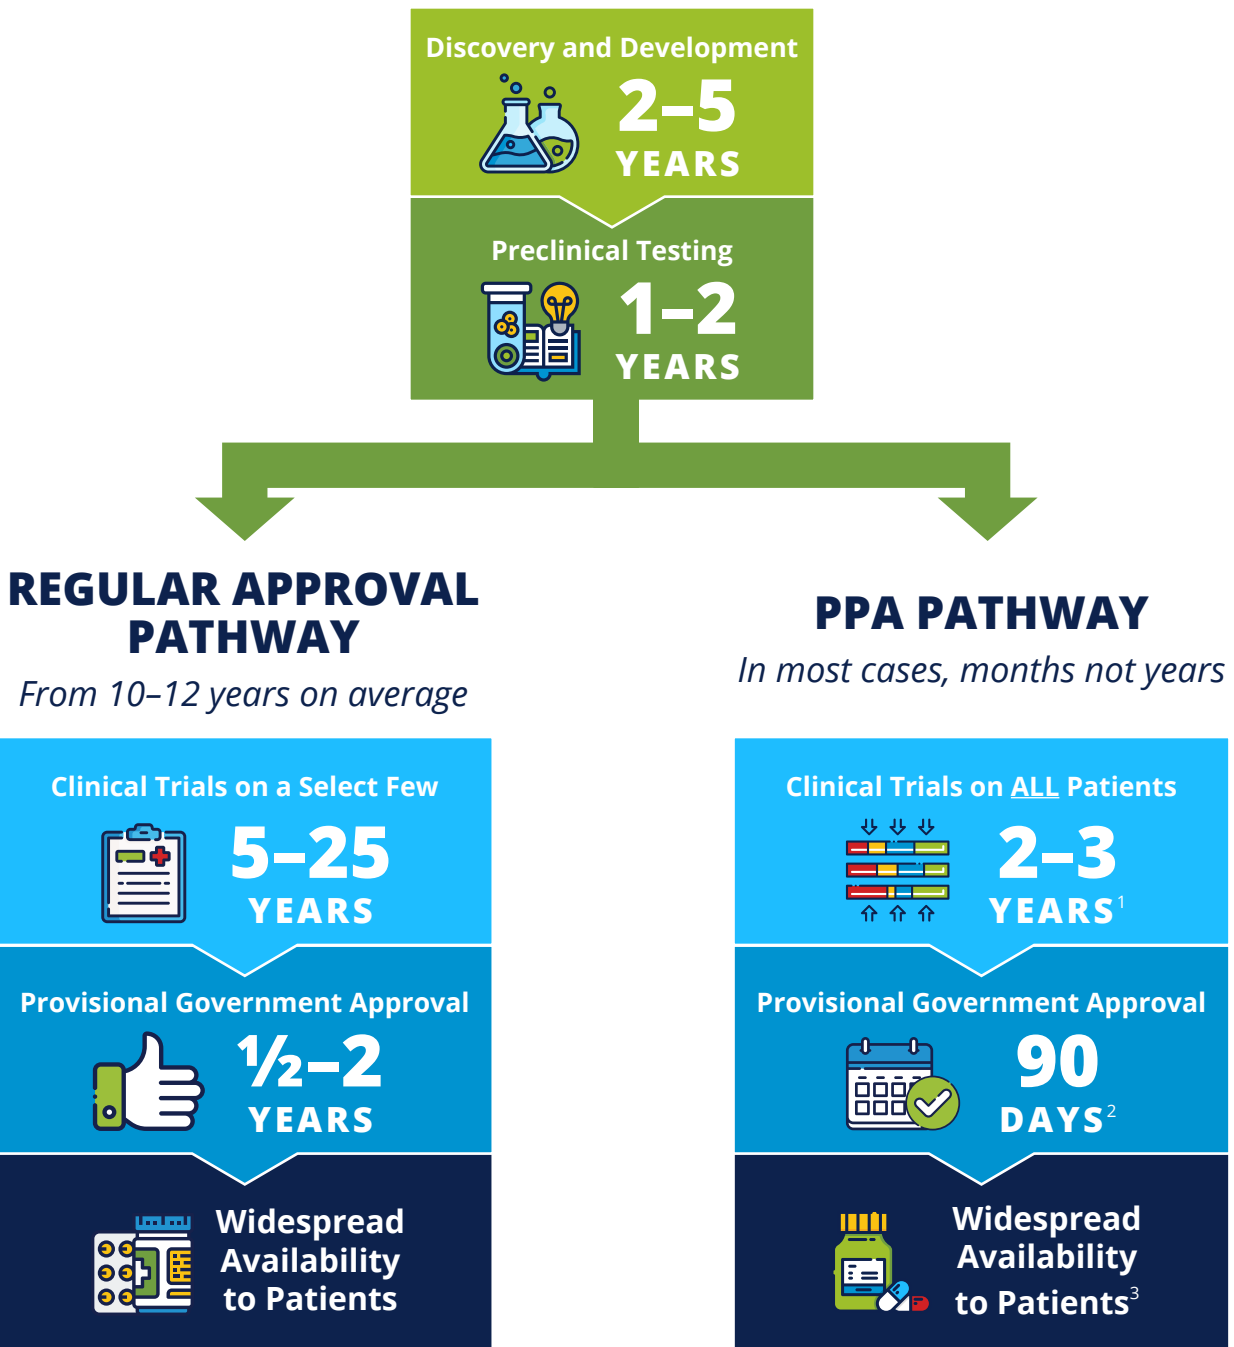 Discovery and Development
2–5
YEARS
Preclinical Testing
1–2
YEARS
REGULAR APPROVAL
PATHWAY
From 10–12 years on average
Clinical Trials on a Select Few
5–25
YEARS
Provisional Government Approval
½–2
YEARS
Widespread
Availability
to Patients
PPA PATHWAY
In most cases, months not years
Clinical Trials on ALL Patients
2–3
YEARS¹
Provisional Government Approval
90
DAYS²
Widespread
Availability
to Patients³